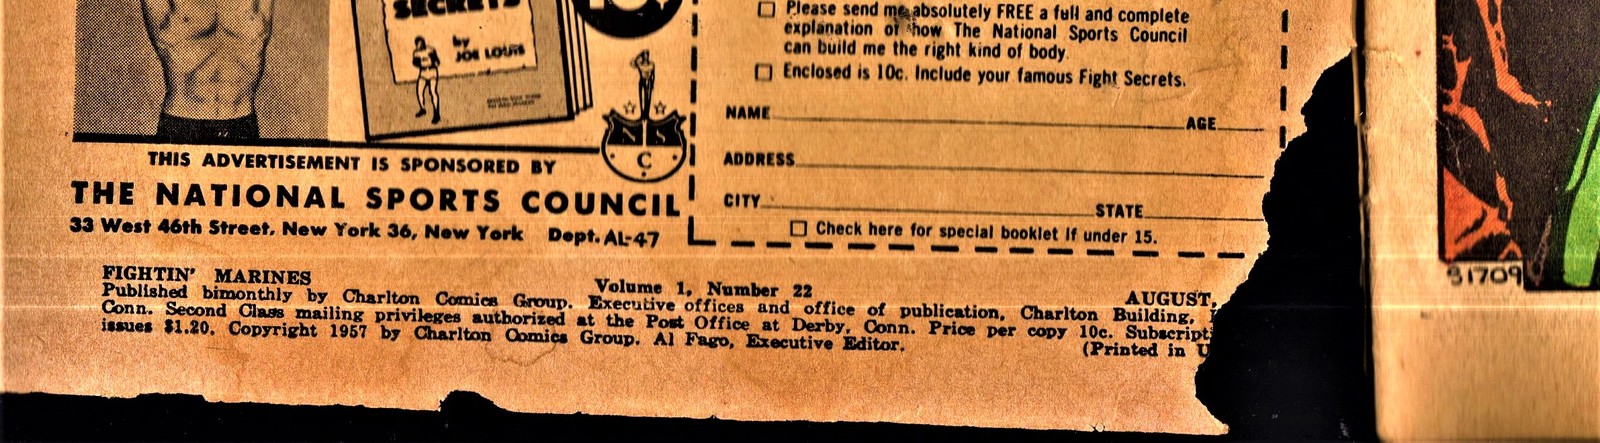 SECRETS
by
JOE LOUIS
10¢
N S
C
THIS ADVERTISEMENT IS SPONSORED BY
THE NATIONAL SPORTS COUNCIL
33 West 46th Street, New York 36, New York Dept. AL-47
Please send me absolutely FREE a full and complete
explanation of how The National Sports Council
can build me the right kind of body.
Enclosed is 10c. Include your famous Fight Secrets.
NAME AGE
ADDRESS
CITY STATE
Check here for special booklet if under 15.
FIGHTIN' MARINES Volume 1, Number 22 AUGUST,
Published bimonthly by Charlton Comics Group. Executive offices and office of publication, Charlton Building,
Conn. Second Class mailing privileges authorized at the Post Office at Derby, Conn. Price per copy 10c. Subscripti
issues $1.20. Copyright 1957 by Charlton Comics Group. Al Fago, Executive Editor. (Printed in U
S1709